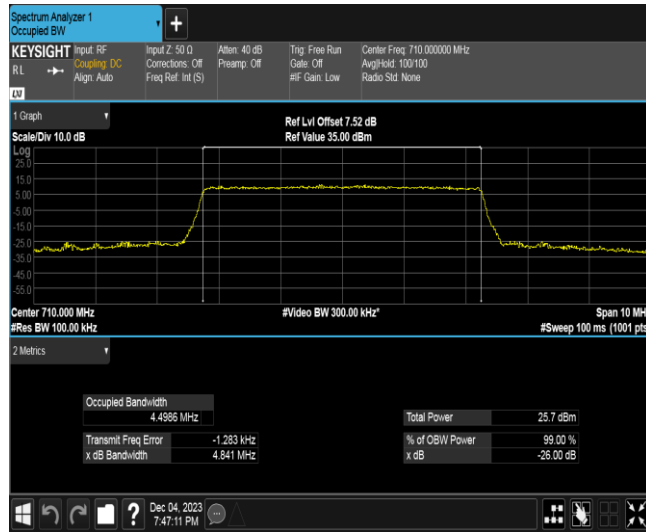 Spectrum Analyzer 1
Occupied BW
+
KEYSIGHT
RL
LXI
Input: RF
Coupling: DC
Align: Auto
Input Z: 50 Ω
Corrections: Off
Freq Ref: Int (S)
Atten: 40 dB
Preamp: Off
Trig: Free Run
Gate: Off
#IF Gain: Low
Center Freq: 710.000000 MHz
Avg|Hold: 100/100
Radio Std: None
1 Graph
Scale/Div 10.0 dB
Ref Lvl Offset 7.52 dB
Ref Value 35.00 dBm
Log
25.0
15.0
5.00
-5.00
-15.0
-25.0
-35.0
-45.0
-55.0
Center 710.000 MHz
#Res BW 100.00 kHz
#Video BW 300.00 kHz*
Span 10 MH
#Sweep 100 ms (1001 pts
2 Metrics
Occupied Bandwidth
4.4986 MHz
Transmit Freq Error -1.283 kHz
x dB Bandwidth 4.841 MHz
Total Power 25.7 dBm
% of OBW Power 99.00 %
x dB -26.00 dB
?
Dec 04, 2023
7:47:11 PM